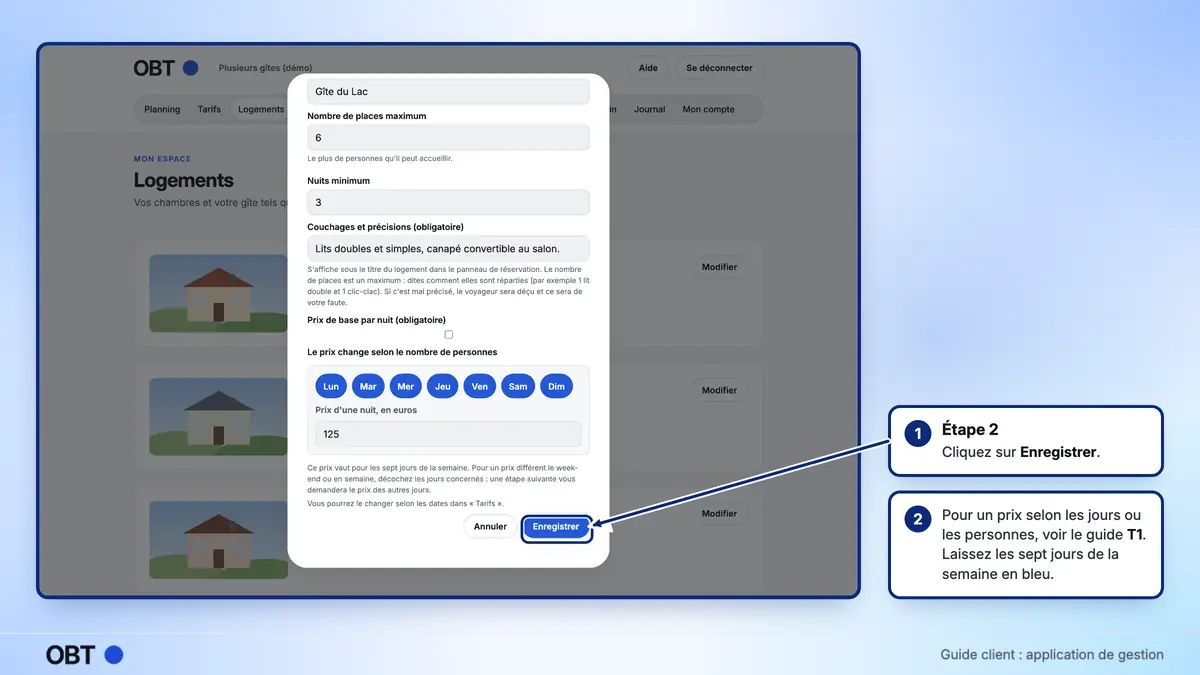 OBT
Plusieurs gîtes (démo)
Aide
Se déconnecter
Planning
Tarifs
Logements
Journal
Mon compte
MON ESPACE
Logements
Vos chambres et votre gîte tels
Modifier
Modifier
Modifier
Gîte du Lac
Nombre de places maximum
6
Le plus de personnes qu'il peut accueillir.
Nuits minimum
3
Couchages et précisions (obligatoire)
Lits doubles et simples, canapé convertible au salon.
S'affiche sous le titre du logement dans le panneau de réservation. Le nombre
de places est un maximum : dites comment elles sont réparties (par exemple 1 lit
double et 1 clic-clac). Si c'est mal précisé, le voyageur sera déçu et ce sera de
votre faute.
Prix de base par nuit (obligatoire)
Le prix change selon le nombre de personnes
Lun Mar Mer Jeu Ven Sam Dim
Prix d'une nuit, en euros
125
Ce prix vaut pour les sept jours de la semaine. Pour un prix différent le week-
end ou en semaine, décochez les jours concernés : une étape suivante vous
demandera le prix des autres jours.
Vous pourrez le changer selon les dates dans « Tarifs ».
Annuler
Enregistrer
1
Étape 2
Cliquez sur Enregistrer.
2
Pour un prix selon les jours ou
les personnes, voir le guide T1.
Laissez les sept jours de la
semaine en bleu.
OBT
Guide client : application de gestion